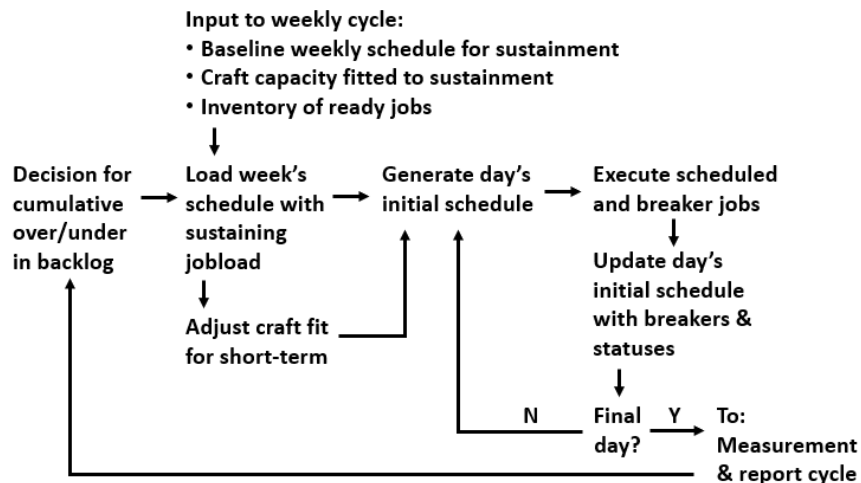 Input to weekly cycle:
• Baseline weekly schedule for sustainment
• Craft capacity fitted to sustainment
• Inventory of ready jobs
Decision for
cumulative
over/under
in backlog
Load week's
schedule with
sustaining
jobload
Generate day's
initial schedule
Execute scheduled
and breaker jobs
Adjust craft fit
for short-term
Update day's
initial schedule
with breakers &
statuses
N
Final
day?
Y
To:
Measurement
& report cycle